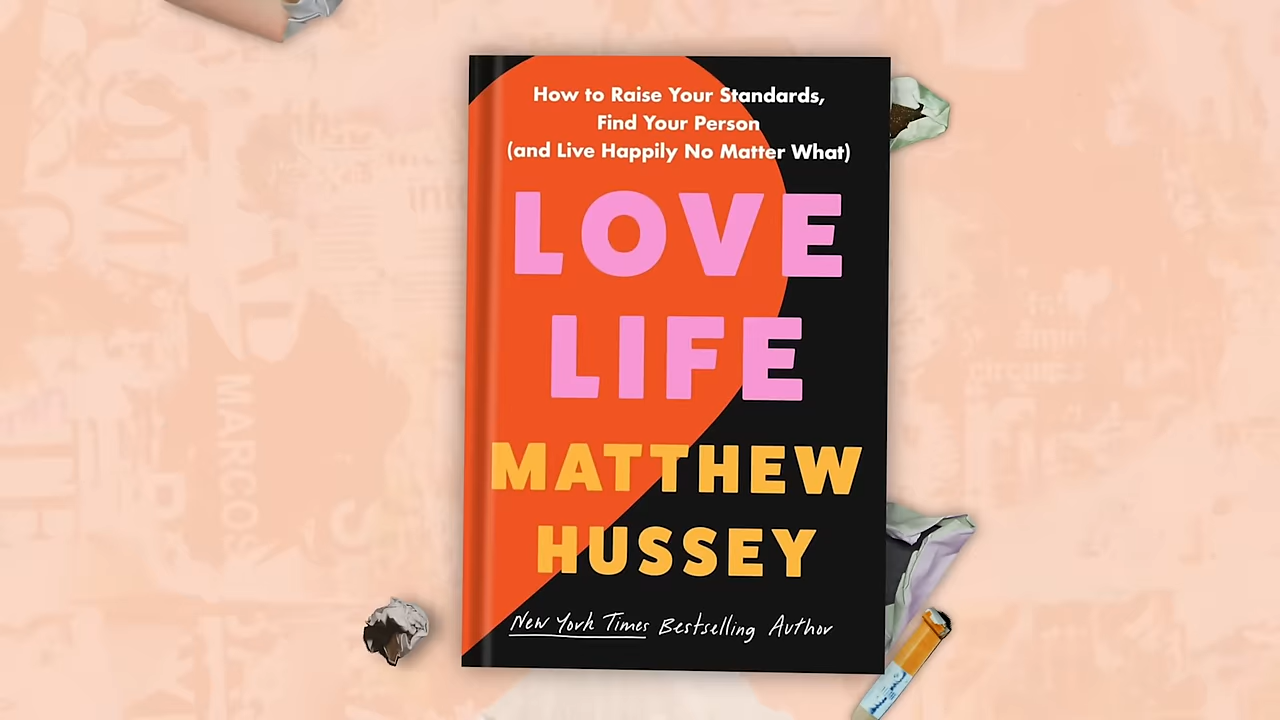 How to Raise Your Standards,
Find Your Person
(and Live Happily No Matter What)
LOVE
LIFE
MATTHEW
HUSSEY
New York Times Bestselling Author
MARCO